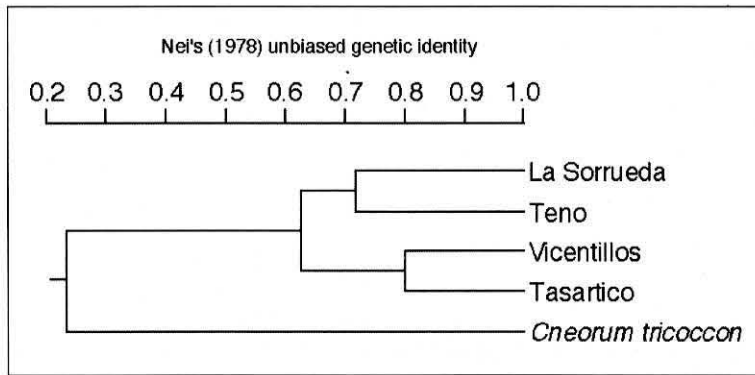 Nei's (1978) unbiased genetic identity
0.2 0.3 0.4 0.5 0.6 0.7 0.8 0.9 1.0
La Sorrueda
Teno
Vicentillos
Tasartico
Cneorum tricoccon